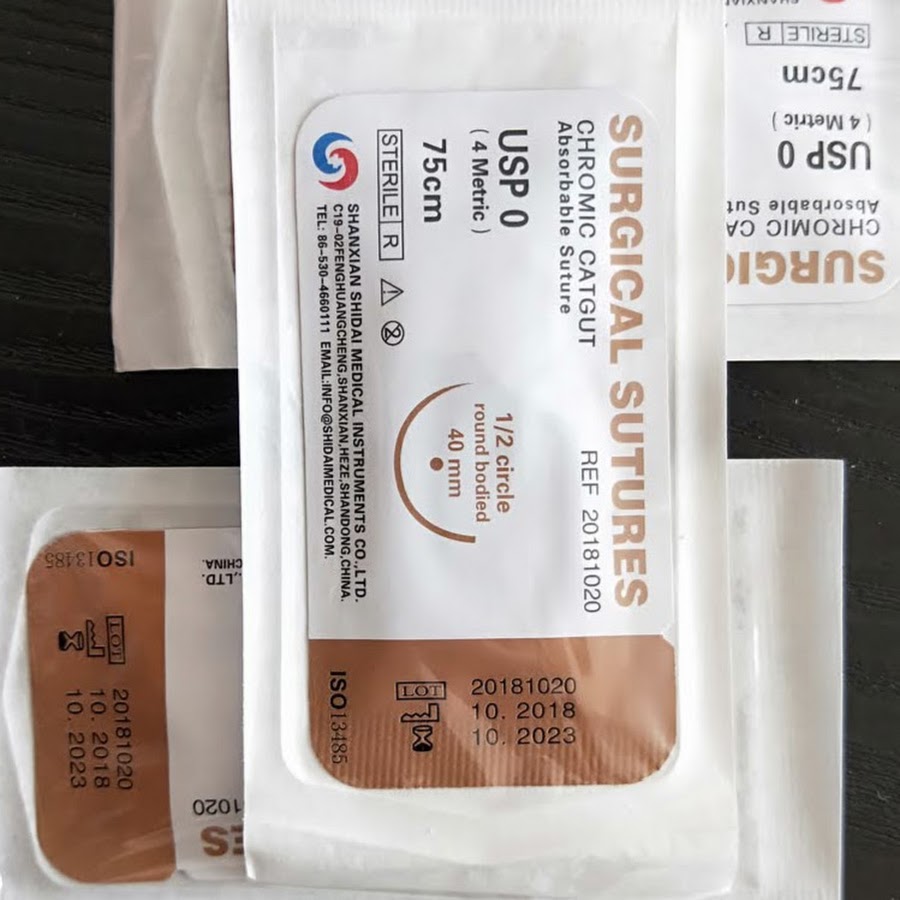 SURGICAL SUTURES
CHROMIC CATGUT
Absorbable Suture
REF 20181020
USP 0
( 4 Metric )
75cm
1/2 circle
round bodied
40 mm
STERILE R
SHANXIAN SHIDAI MEDICAL INSTRUMENTS CO.,LTD.
C19-02FENGHUANGCHENG,SHANXIAN,HEZE,SHANDONG,CHINA.
TEL: 86-530-4660111 EMAIL:INFO@SHIDAIMEDICAL.COM.
LOT 20181020
10. 2018
10. 2023
ISO13485
SURGIC
CHROMIC CA
Absorbable Sut
USP 0
( 4 Metric )
75cm
STERILE R
ES
1020
.,LTD.
CHINA.
LOT 20181020
10. 2018
10. 2023
ISO13485